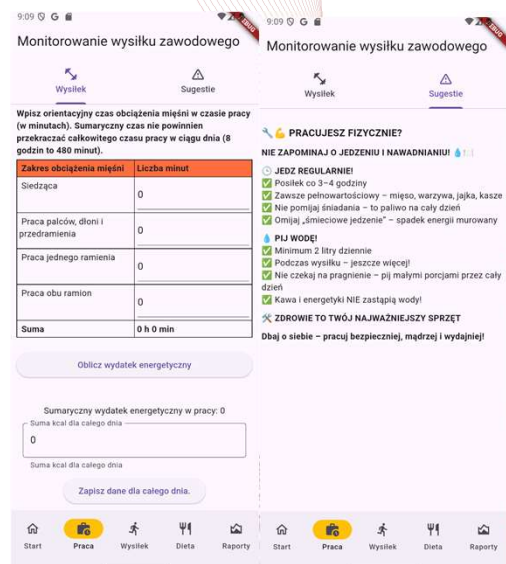 9:09 G
Monitorowanie wysiłku zawodowego
Wysiłek
Sugestie
Wpisz orientacyjny czas obciążenia mięśni w czasie pracy
(w minutach). Sumaryczny czas nie powinnien
przekraczać całkowitego czasu pracy w ciągu dnia (8
godzin to 480 minut).
Zakres obciążenia mięśni Liczba minut
Siedząca
0
Praca palców, dłoni i
przedramienia
0
Praca jednego ramienia
0
Praca obu ramion
0
Suma 0 h 0 min
Oblicz wydatek energetyczny
Sumaryczny wydatek energetyczny w pracy: 0
Suma kcal dla całego dnia
0
Suma kcal dla całego dnia
Zapisz dane dla całego dnia.
Start Praca Wysiłek Dieta Raporty
9:09 G
Monitorowanie wysiłku zawodowego
Wysiłek
Sugestie
🔧💪 PRACUJESZ FIZYCZNIE?
NIE ZAPOMINAJ O JEDZENIU I NAWADNIANIU! 💧🍽️
🕒 JEDZ REGULARNIE!
✅ Posiłek co 3–4 godziny
✅ Zawsze pełnowartościowy – mięso, warzywa, jajka, kasze
✅ Nie pomijaj śniadania – to paliwo na cały dzień
✅ Omijaj „śmieciowe jedzenie” – spadek energii murowany
💧 PIJ WODĘ!
✅ Minimum 2 litry dziennie
✅ Podczas wysiłku – jeszcze więcej!
✅ Nie czekaj na pragnienie – pij małymi porcjami przez cały
dzień
✅ Kawa i energetyki NIE zastąpią wody!
🛠️ ZDROWIE TO TWÓJ NAJWAŻNIEJSZY SPRZĘT
Dbaj o siebie – pracuj bezpieczniej, mądrzej i wydajniej!
Start Praca Wysiłek Dieta Raporty